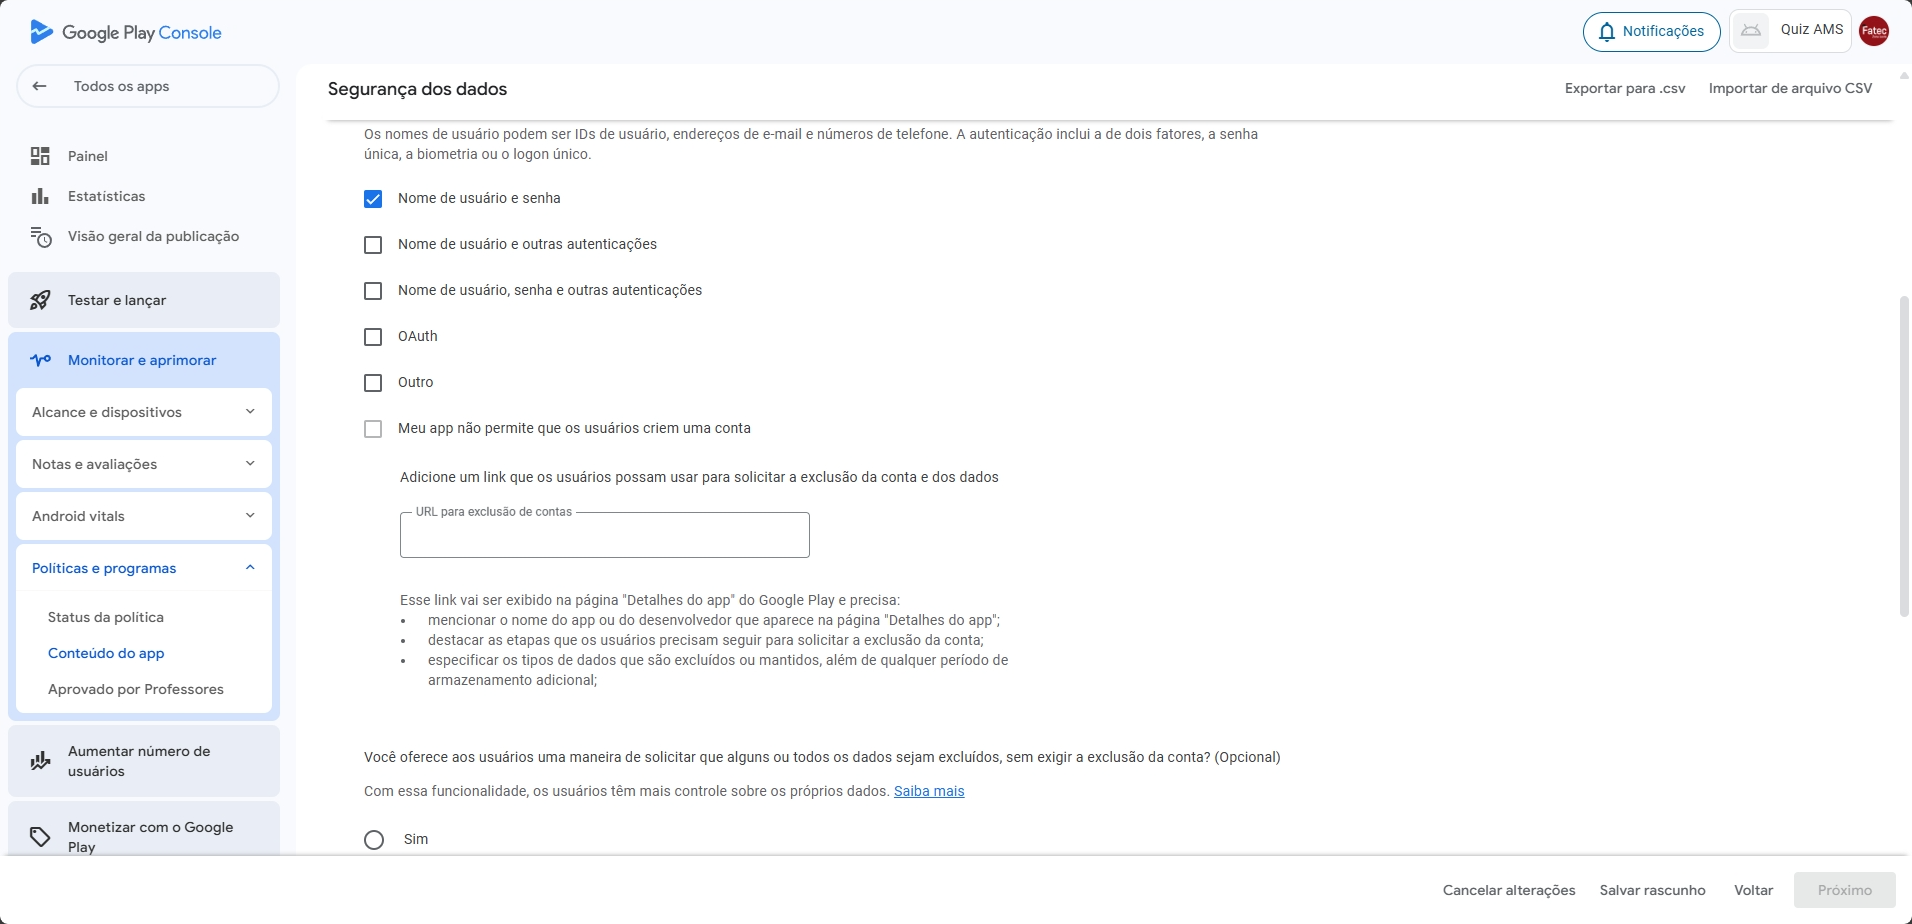 Google Play Console
Notificações
Quiz AMS
Fatec
Todos os apps
Segurança dos dados
Exportar para .csv
Importar de arquivo CSV
Painel
Estatísticas
Visão geral da publicação
Testar e lançar
Monitorar e aprimorar
Alcance e dispositivos
Notas e avaliações
Android vitals
Políticas e programas
Status da política
Conteúdo do app
Aprovado por Professores
Aumentar número de
usuários
Monetizar com o Google
Play
Os nomes de usuário podem ser IDs de usuário, endereços de e-mail e números de telefone. A autenticação inclui a de dois fatores, a senha
única, a biometria ou o logon único.
Nome de usuário e senha
Nome de usuário e outras autenticações
Nome de usuário, senha e outras autenticações
OAuth
Outro
Meu app não permite que os usuários criem uma conta
Adicione um link que os usuários possam usar para solicitar a exclusão da conta e dos dados
URL para exclusão de contas
Esse link vai ser exibido na página "Detalhes do app" do Google Play e precisa:
• mencionar o nome do app ou do desenvolvedor que aparece na página "Detalhes do app";
• destacar as etapas que os usuários precisam seguir para solicitar a exclusão da conta;
• especificar os tipos de dados que são excluídos ou mantidos, além de qualquer período de
armazenamento adicional;
Você oferece aos usuários uma maneira de solicitar que alguns ou todos os dados sejam excluídos, sem exigir a exclusão da conta? (Opcional)
Com essa funcionalidade, os usuários têm mais controle sobre os próprios dados. Saiba mais
Sim
Cancelar alterações
Salvar rascunho
Voltar
Próximo